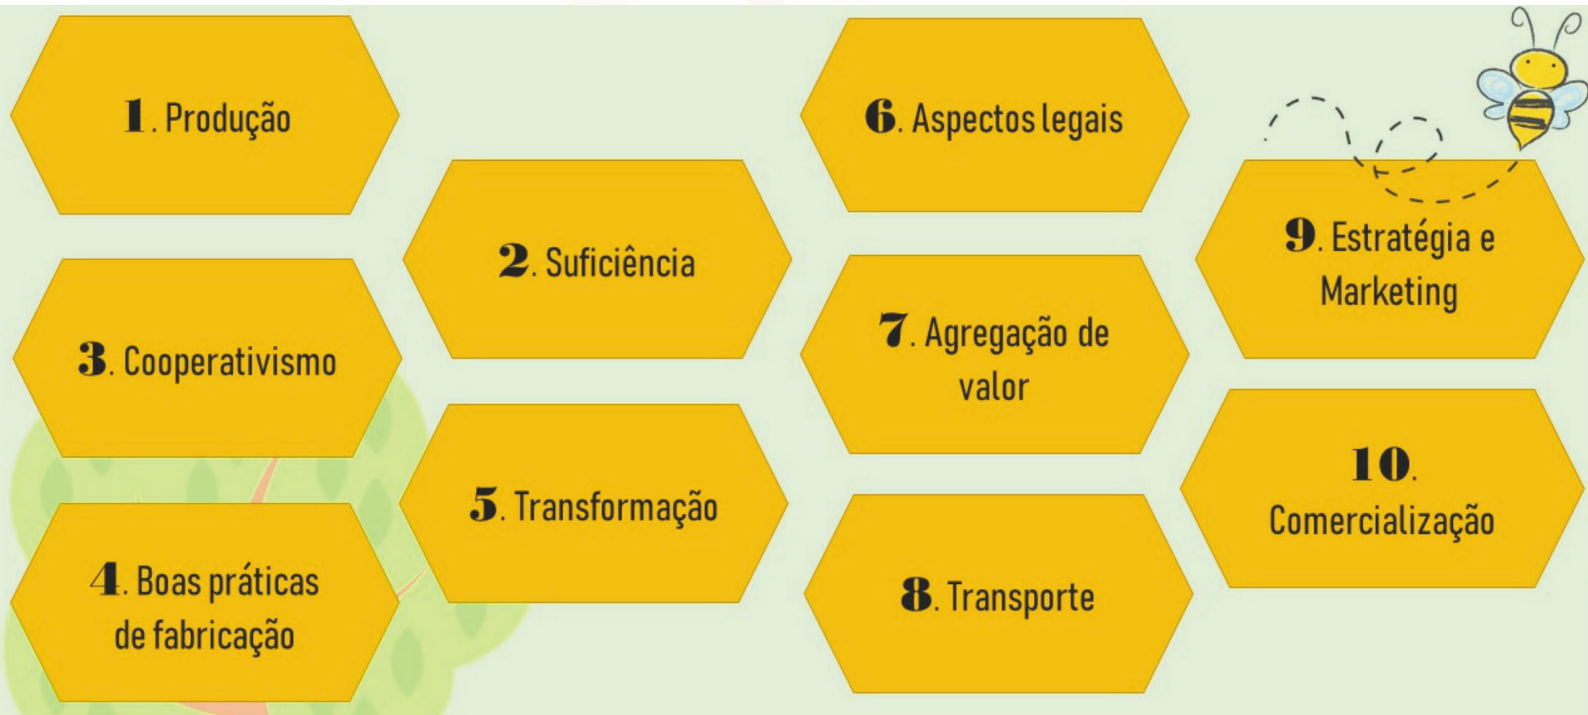 1. Produção
2. Suficiência
3. Cooperativismo
4. Boas práticas
de fabricação
5. Transformação
6. Aspectos legais
7. Agregação de
valor
8. Transporte
9. Estratégia e
Marketing
10.
Comercialização